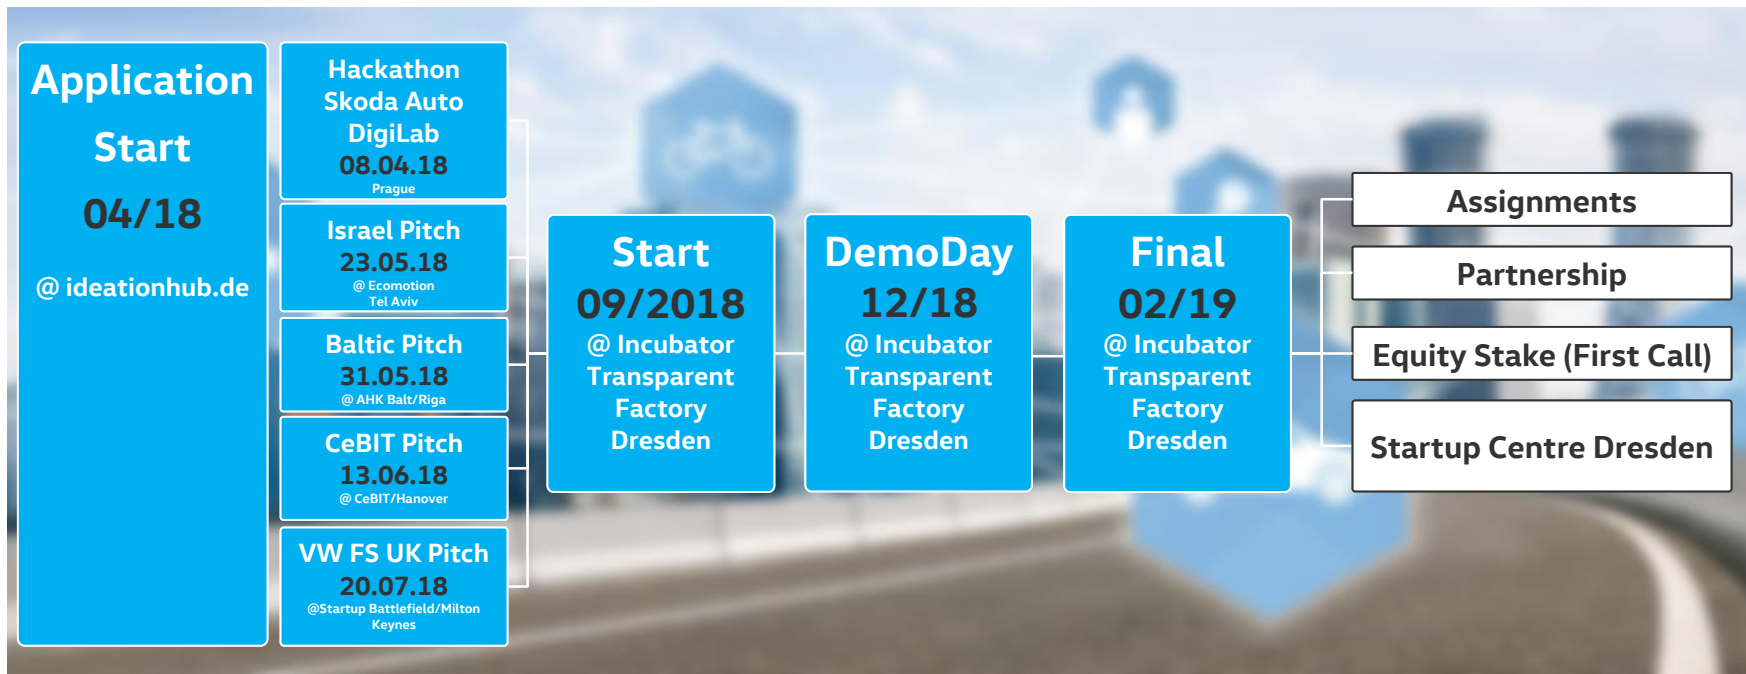 Application
Start
04/18
@ ideationhub.de
Hackathon
Skoda Auto
DigiLab
08.04.18
Prague
Israel Pitch
23.05.18
@ Ecomotion
Tel Aviv
Baltic Pitch
31.05.18
@ AHK Balt/Riga
CeBIT Pitch
13.06.18
@ CeBIT/Hanover
VW FS UK Pitch
20.07.18
@Startup Battlefield/Milton
Keynes
Start
09/2018
@ Incubator
Transparent
Factory
Dresden
DemoDay
12/18
@ Incubator
Transparent
Factory
Dresden
Final
02/19
@ Incubator
Transparent
Factory
Dresden
Assignments
Partnership
Equity Stake (First Call)
Startup Centre Dresden